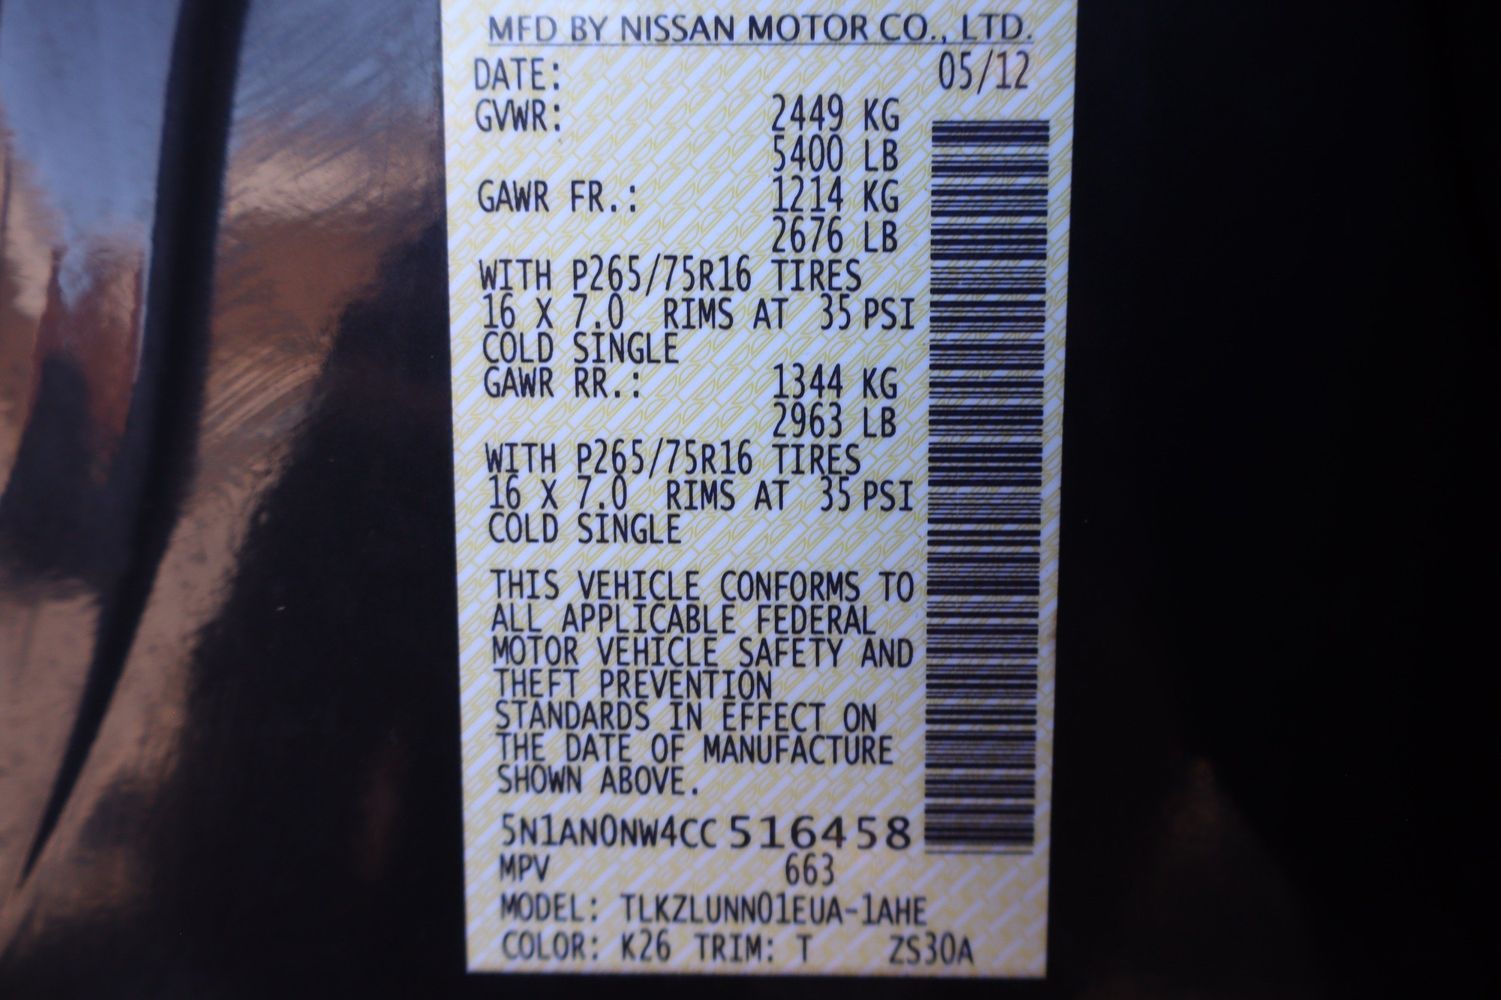 MFD BY NISSAN MOTOR CO., LTD.
DATE: 05/12
GVWR: 2449 KG
5400 LB
GAWR FR.: 1214 KG
2676 LB
WITH P265/75R16 TIRES
16 X 7.0 RIMS AT 35 PSI
COLD SINGLE
GAWR RR.: 1344 KG
2963 LB
WITH P265/75R16 TIRES
16 X 7.0 RIMS AT 35 PSI
COLD SINGLE
THIS VEHICLE CONFORMS TO
ALL APPLICABLE FEDERAL
MOTOR VEHICLE SAFETY AND
THEFT PREVENTION
STANDARDS IN EFFECT ON
THE DATE OF MANUFACTURE
SHOWN ABOVE.
5N1AN0NW4CC516458
MPV 663
MODEL: TLKZLUNN01EUA-1AHE
COLOR: K26 TRIM: T ZS30A